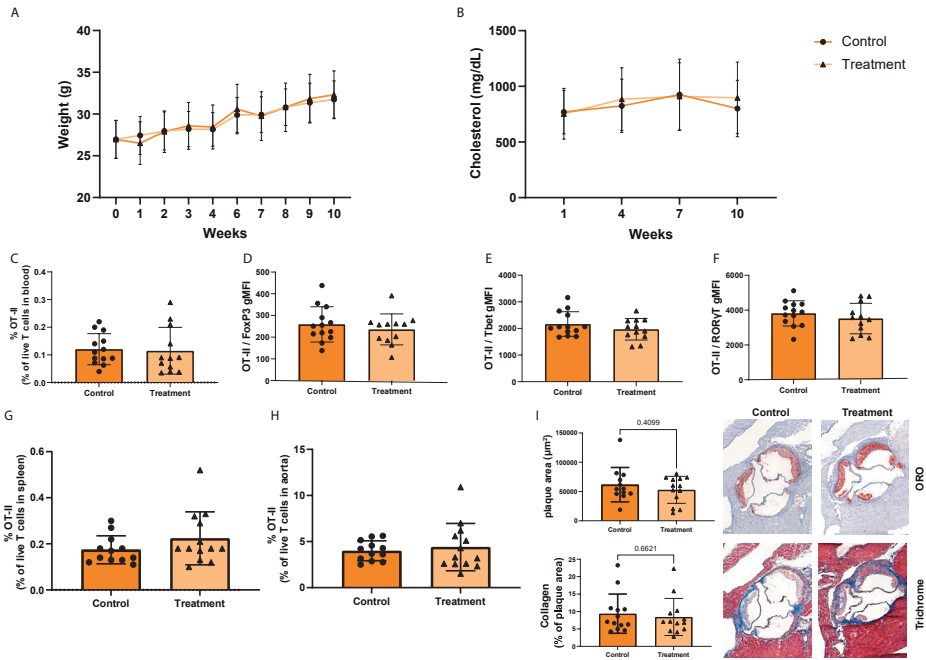 A
Weight (g)
40
35
30
25
20
0 1 2 3 4 6 7 8 9 10
Weeks
B
Cholesterol (mg/dL)
1500
1000
500
0
1 4 7 10
Weeks
Control
Treatment
C
% OT-II
(% of live T cells in blood)
0.4
0.3
0.2
0.1
0.0
Control Treatment
D
OT-II / FoxP3 gMFI
500
400
300
200
100
0
Control Treatment
E
OT-II / Tbet gMFI
4000
3000
2000
1000
0
Control Treatment
F
OT-II / RORγT gMFI
6000
4000
2000
0
Control Treatment
G
% OT-II
(% of live T cells in spleen)
0.6
0.4
0.2
0.0
Control Treatment
H
% OT-II
(% of live T cells in aorta)
15
10
5
0
Control Treatment
I
plaque area (µm²)
150000
100000
50000
0
0.4099
Control Treatment
Collagen
(% of plaque area)
25
20
15
10
5
0
0.6621
Control Treatment
Control Treatment
ORO
Trichrome